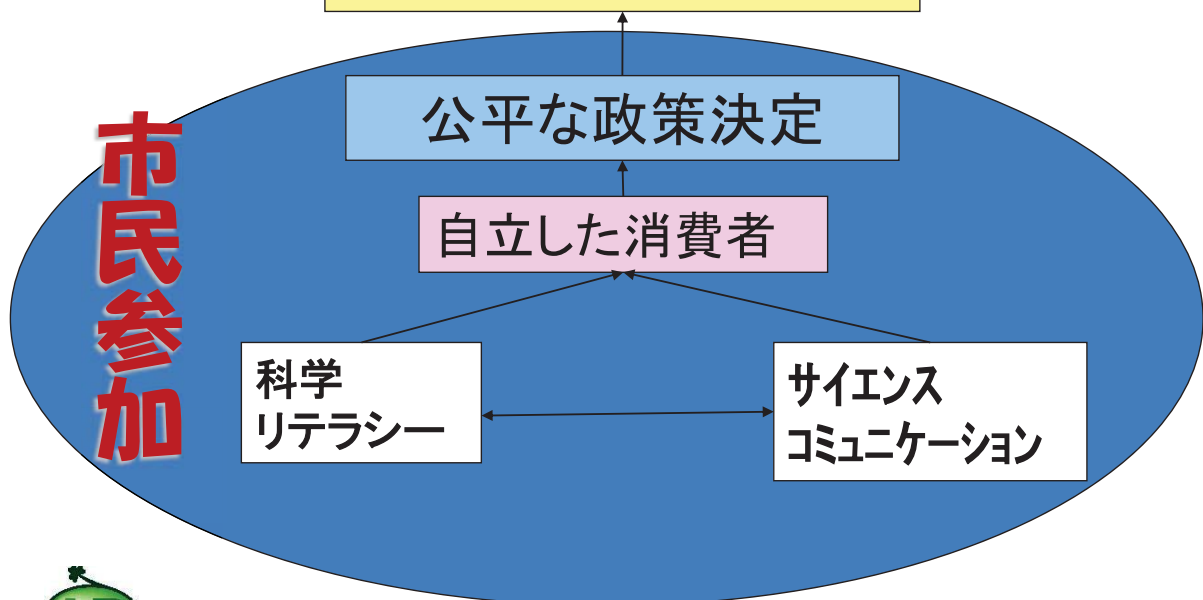 公平な政策決定
市民参加
自立した消費者
科学
リテラシー
サイエンス
コミュニケーション